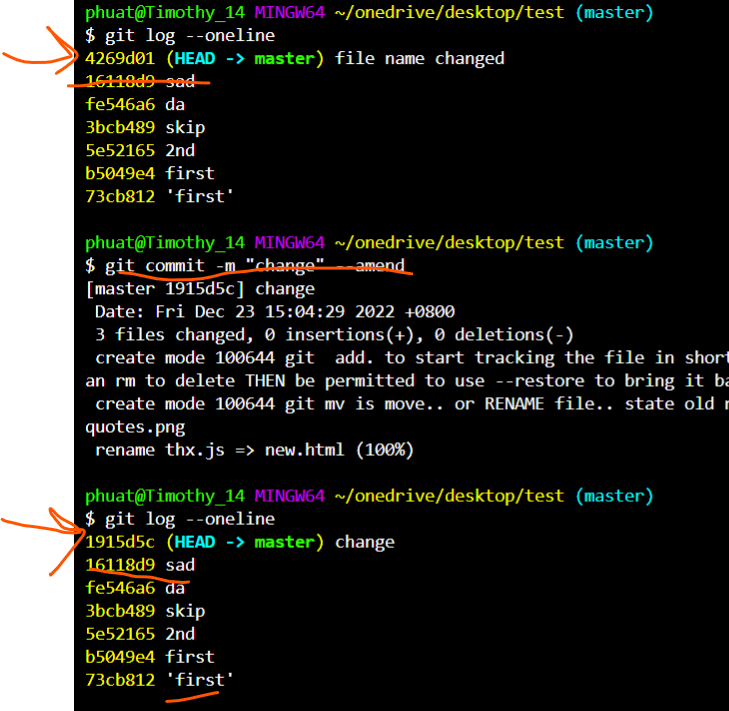 phuat@Timothy_14 MINGW64 ~/onedrive/desktop/test (master)
$ git log --oneline
4269d01 (HEAD -> master) file name changed
16118d9 sad
fe546a6 da
3bcb489 skip
5e52165 2nd
b5049e4 first
73cb812 'first'
phuat@Timothy_14 MINGW64 ~/onedrive/desktop/test (master)
$ git commit -m "change" --amend
[master 1915d5c] change
Date: Fri Dec 23 15:04:29 2022 +0800
3 files changed, 0 insertions(+), 0 deletions(-)
create mode 100644 git  add. to start tracking the file in short
an rm to delete THEN be permitted to use --restore to bring it ba
create mode 100644 git mv is move.. or RENAME file.. state old
quotes.png
rename thx.js => new.html (100%)
phuat@Timothy_14 MINGW64 ~/onedrive/desktop/test (master)
$ git log --oneline
1915d5c (HEAD -> master) change
16118d9 sad
fe546a6 da
3bcb489 skip
5e52165 2nd
b5049e4 first
73cb812 'first'